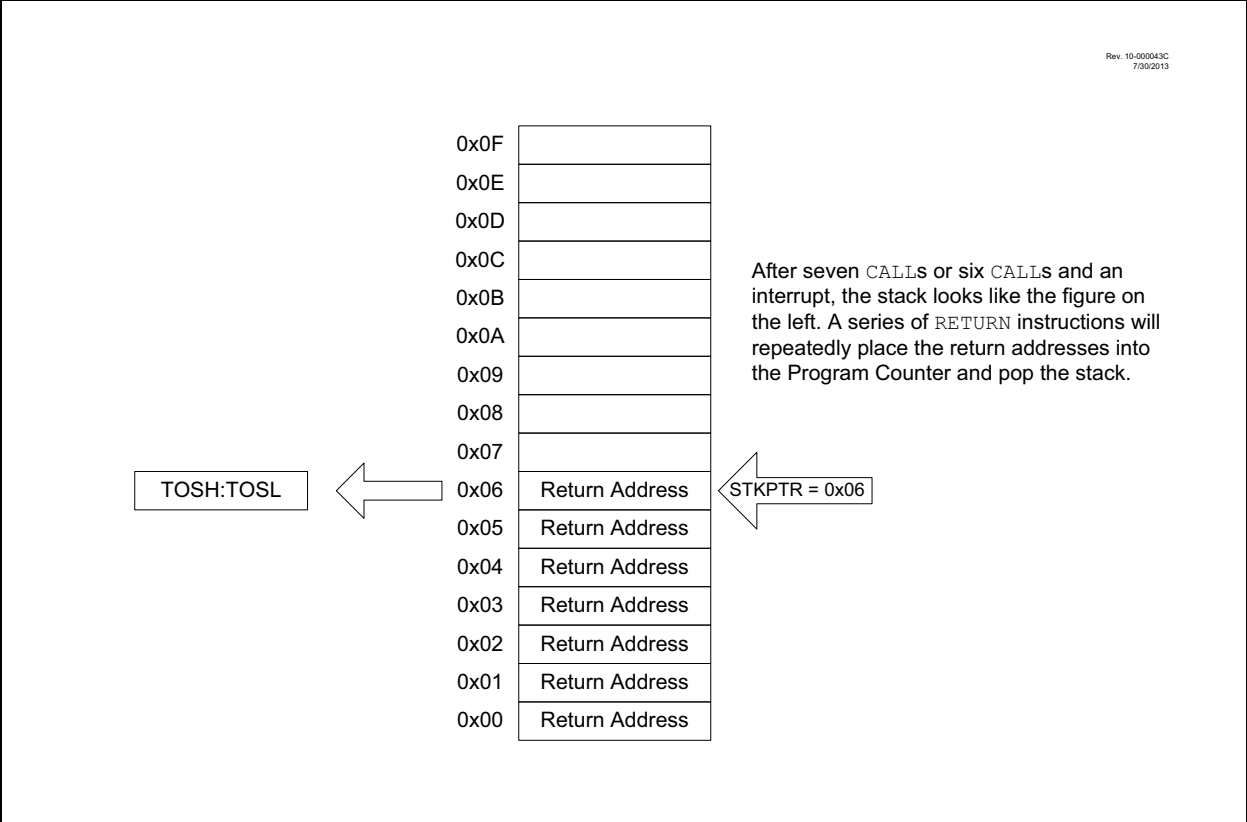 Rev. 10-000043C
7/30/2013
0x0F
0x0E
0x0D
0x0C
0x0B
0x0A
0x09
0x08
0x07
After seven CALLs or six CALLs and an
interrupt, the stack looks like the figure on
the left. A series of RETURN instructions will
repeatedly place the return addresses into
the Program Counter and pop the stack.
TOSH:TOSL
0x06 Return Address
STKPTR = 0x06
0x05 Return Address
0x04 Return Address
0x03 Return Address
0x02 Return Address
0x01 Return Address
0x00 Return Address